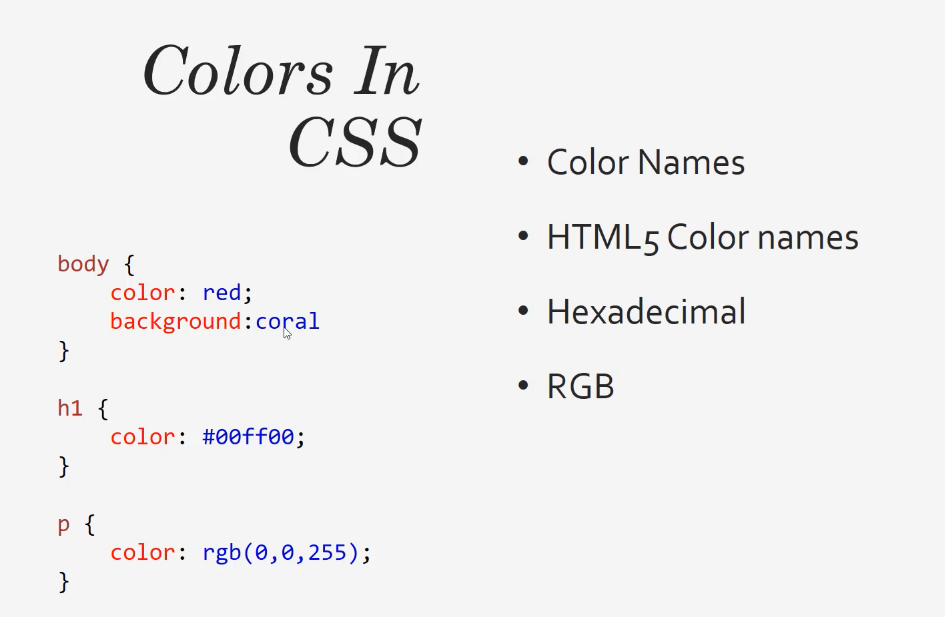 Colors In
CSS
body {
    color: red;
    background:coral
}
h1 {
    color: #00ff00;
}
p {
    color: rgb(0,0,255);
}
• Color Names
• HTML5 Color names
• Hexadecimal
• RGB